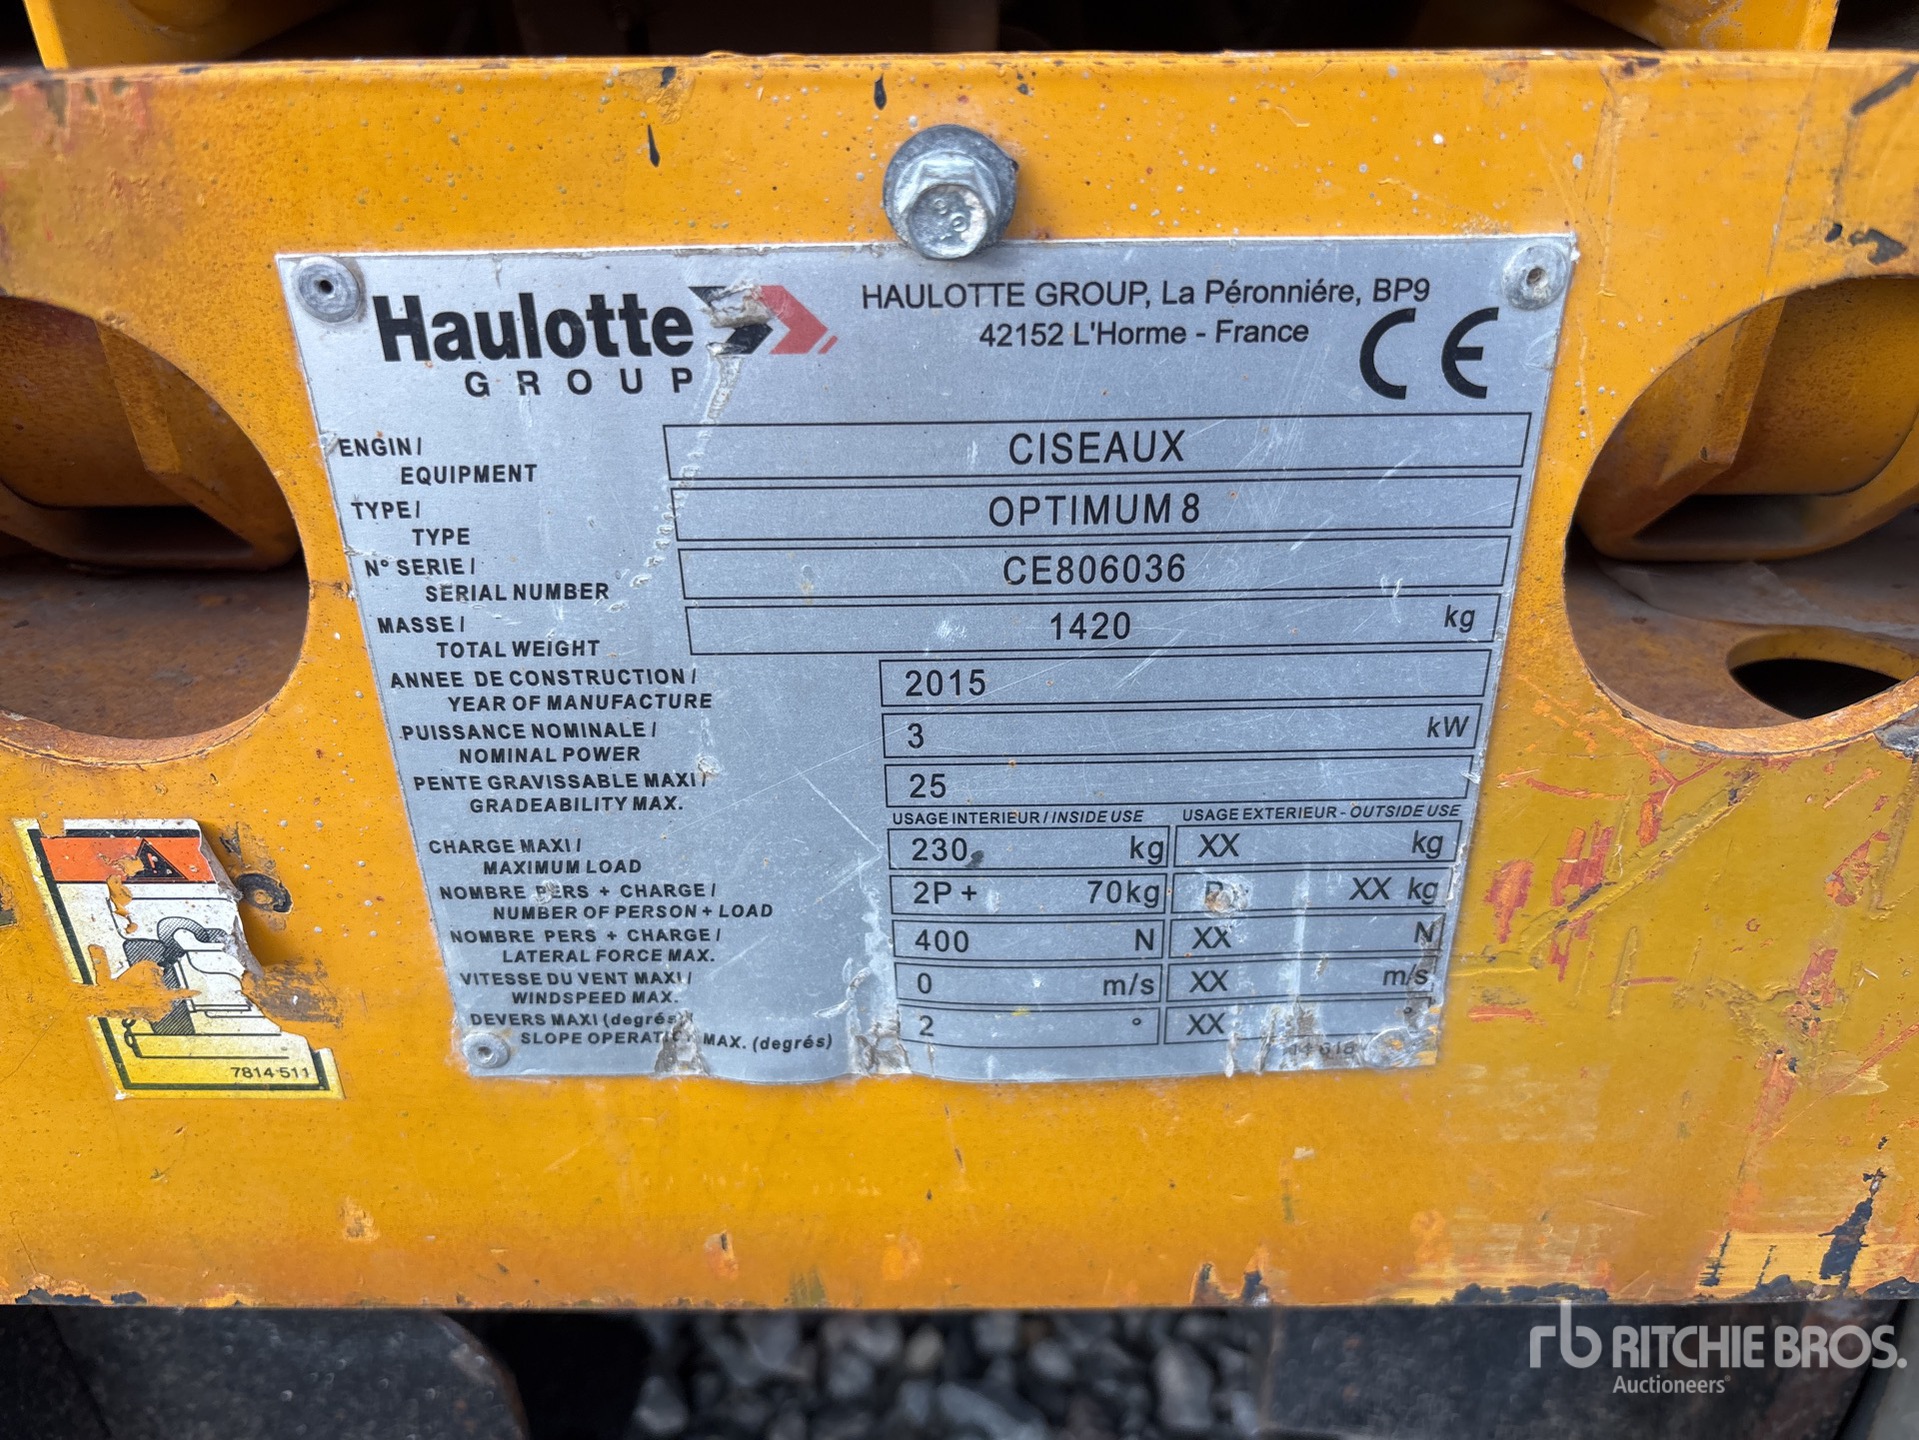 Haulotte
GROUP
HAULOTTE GROUP, La Péronniére, BP9
42152 L'Horme - France
CE
ENGIN / CISEAUX
EQUIPMENT
TYPE / OPTIMUM 8
TYPE
N° SERIE / CE806036
SERIAL NUMBER
MASSE / 1420 kg
TOTAL WEIGHT
ANNEE DE CONSTRUCTION / 2015
YEAR OF MANUFACTURE
PUISSANCE NOMINALE / 3 kW
NOMINAL POWER
PENTE GRAVISSABLE MAXI / 25
GRADEABILITY MAX.
USAGE INTERIEUR / INSIDE USE USAGE EXTERIEUR - OUTSIDE USE
CHARGE MAXI / 230 kg XX kg
MAXIMUM LOAD
NOMBRE PERS + CHARGE / 2P + 70kg P XX kg
NUMBER OF PERSON + LOAD
NOMBRE PERS + CHARGE / 400 N XX N
LATERAL FORCE MAX.
VITESSE DU VENT MAXI / 0 m/s XX m/s
WINDSPEED MAX.
DEVERS MAXI (degrés) / 2 ° XX °
SLOPE OPERATION MAX. (degrés)
7814 511
rb RITCHIE BROS.
Auctioneers